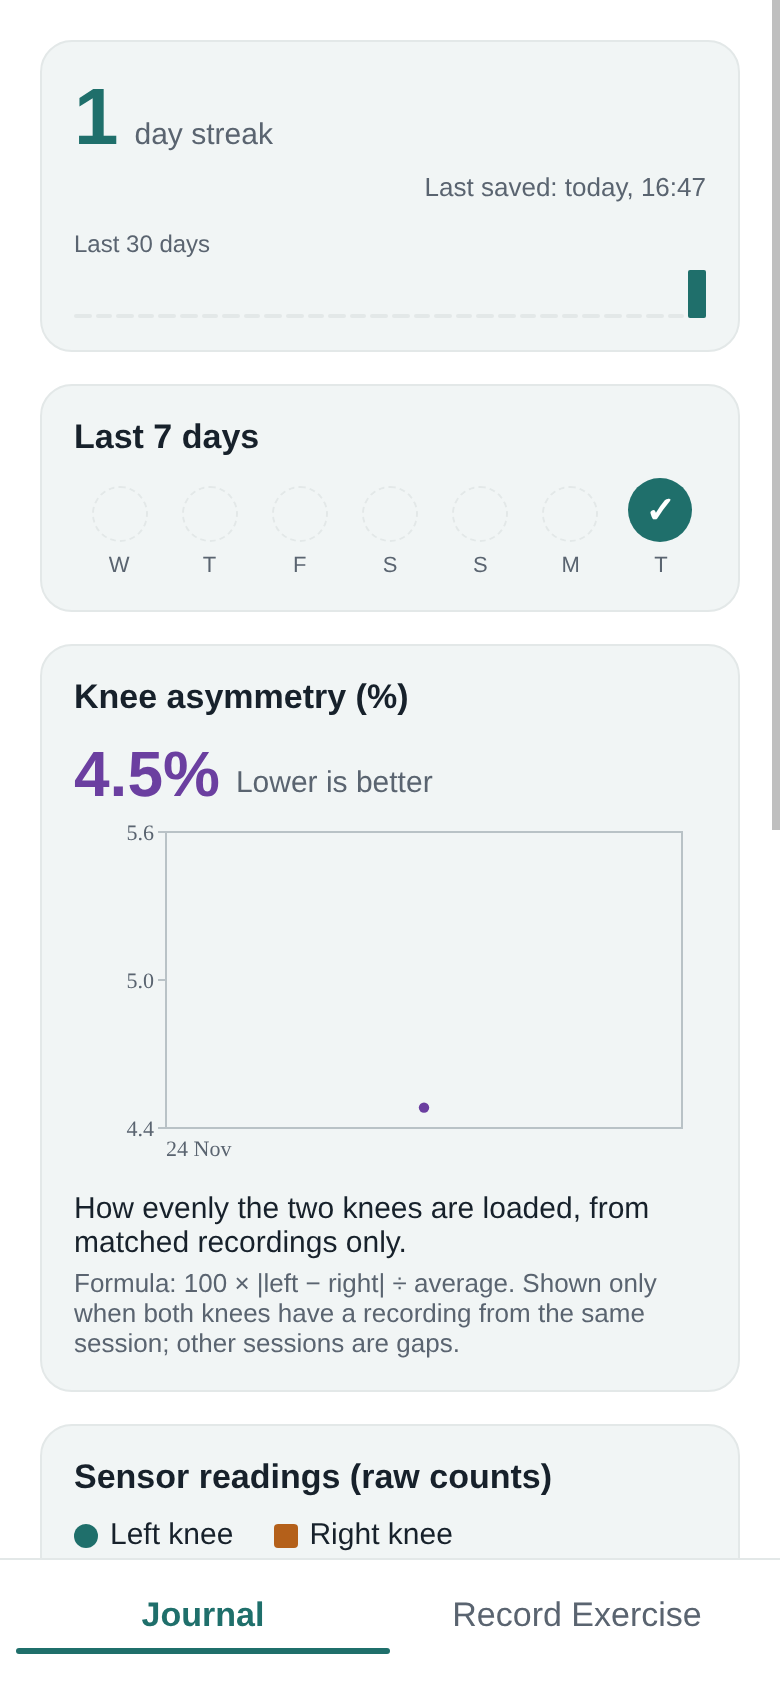 1 day streak
Last saved: today, 16:47
Last 30 days
Last 7 days
✓
W T F S S M T
Knee asymmetry (%)
4.5% Lower is better
5.6
5.0
4.4
24 Nov
How evenly the two knees are loaded, from
matched recordings only.
Formula: 100 × |left − right| ÷ average. Shown only
when both knees have a recording from the same
session; other sessions are gaps.
Sensor readings (raw counts)
Left knee Right knee
Journal Record Exercise